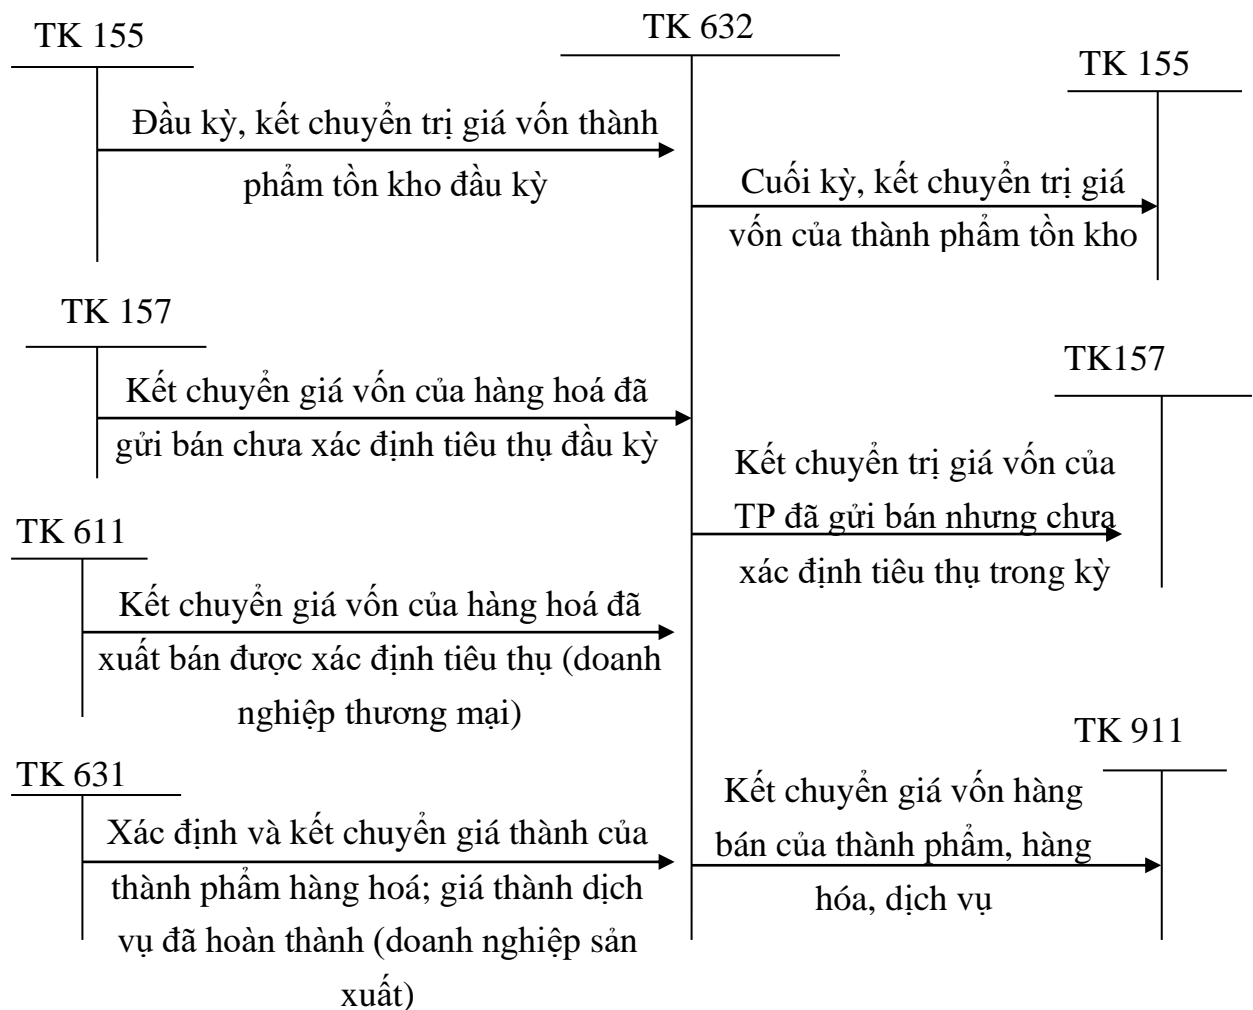 TK 155
TK 632
TK 155
Đầu kỳ, kết chuyển trị giá vốn thành
phẩm tồn kho đầu kỳ
Cuối kỳ, kết chuyển trị giá
vốn của thành phẩm tồn kho
TK 157
TK157
Kết chuyển giá vốn của hàng hoá đã
gửi bán chưa xác định tiêu thụ đầu kỳ
Kết chuyển trị giá vốn của
TP đã gửi bán nhưng chưa
xác định tiêu thụ trong kỳ
TK 611
Kết chuyển giá vốn của hàng hoá đã
xuất bán được xác định tiêu thụ (doanh
nghiệp thương mại)
TK 911
TK 631
Kết chuyển giá vốn hàng
bán của thành phẩm, hàng
hóa, dịch vụ
Xác định và kết chuyển giá thành của
thành phẩm hàng hoá; giá thành dịch
vụ đã hoàn thành (doanh nghiệp sản
xuất)